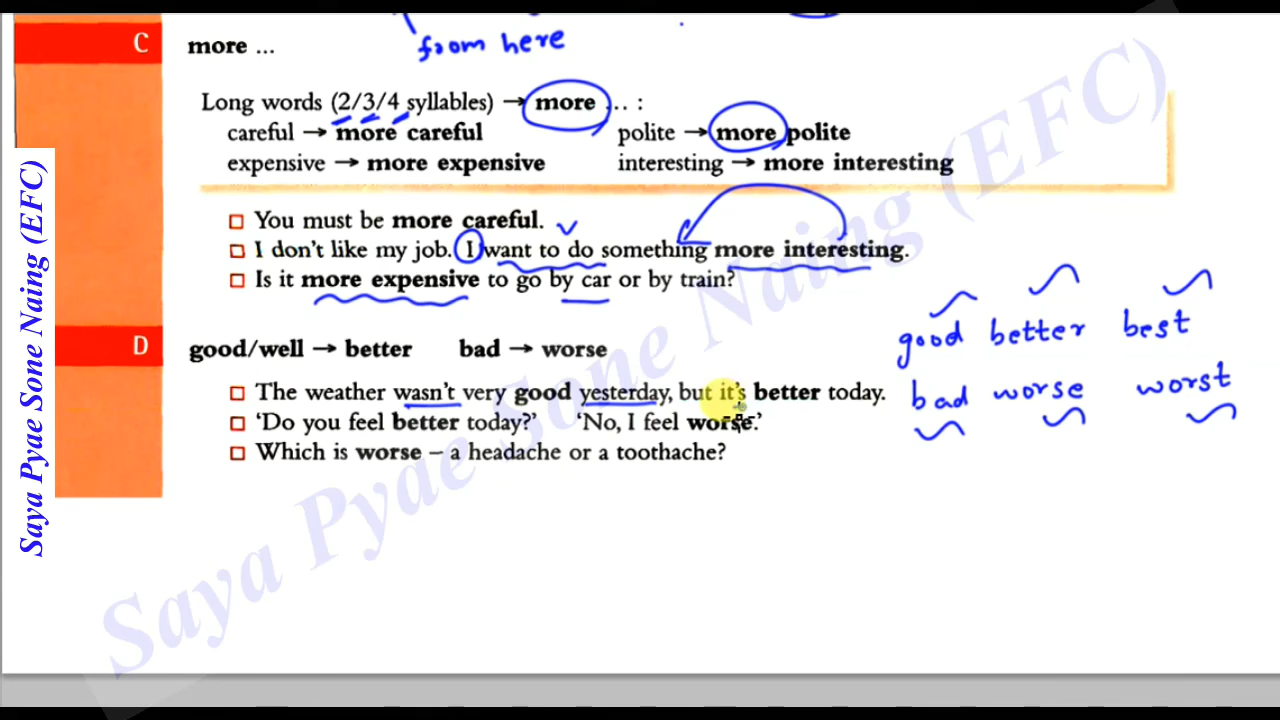 from here
C more ...
Long words (2/3/4 syllables) → more ... :
careful → more careful polite → more polite
expensive → more expensive interesting → more interesting
You must be more careful.
I don't like my job. I want to do something more interesting.
Is it more expensive to go by car or by train?
good better best
D good/well → better bad → worse
The weather wasn't very good yesterday, but it's better today.
bad worse worst
'Do you feel better today?' 'No, I feel worse.'
Which is worse – a headache or a toothache?
Saya Pyae Sone Naing (EFC)
Saya Pyae Sone Naing (EFC)